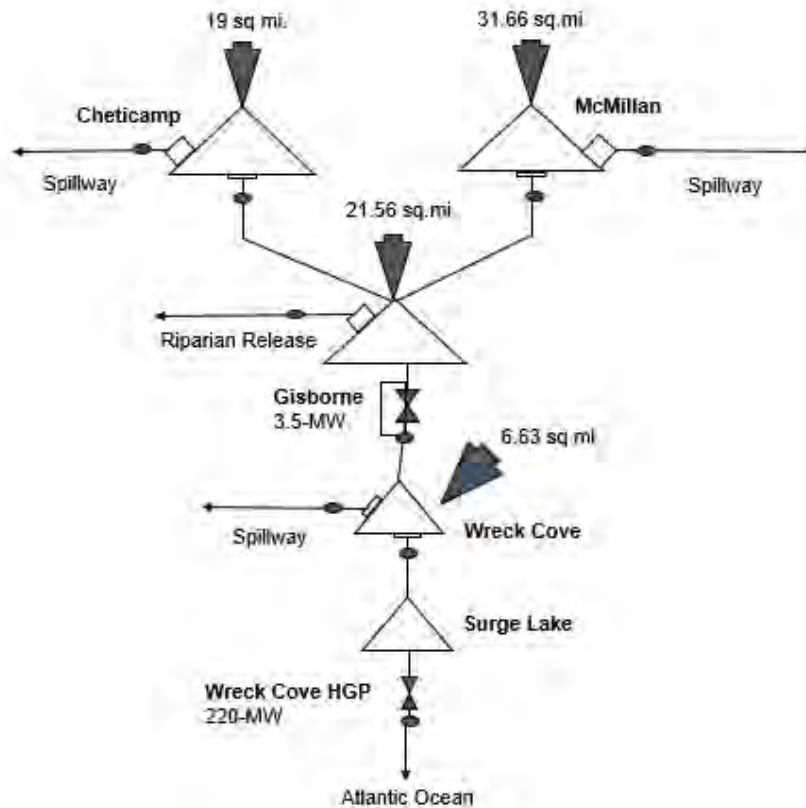 19 sq mi.
31.66 sq.mi
Cheticamp
McMillan
Spillway
Spillway
21.56 sq.mi
Riparian Release
Gisborne
3.5-MW
6.63 sq mi
Spillway
Wreck Cove
Surge Lake
Wreck Cove HGP
220-MW
Atlantic Ocean